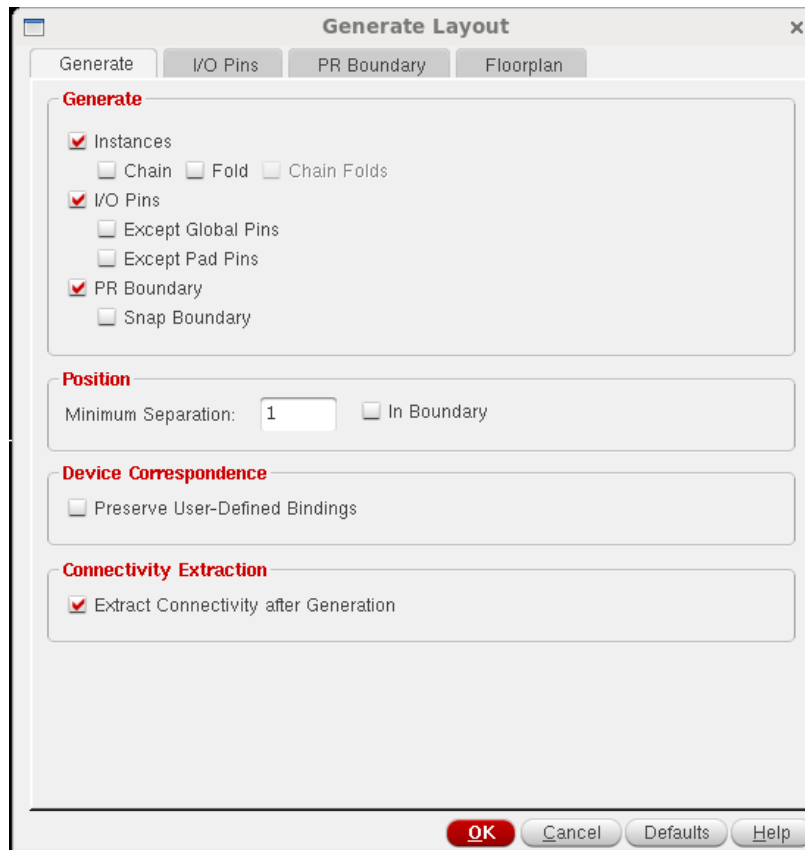 Generate Layout x
Generate I/O Pins PR Boundary Floorplan
Generate
Instances
Chain Fold Chain Folds
I/O Pins
Except Global Pins
Except Pad Pins
PR Boundary
Snap Boundary
Position
Minimum Separation: 1 In Boundary
Device Correspondence
Preserve User-Defined Bindings
Connectivity Extraction
Extract Connectivity after Generation
OK Cancel Defaults Help